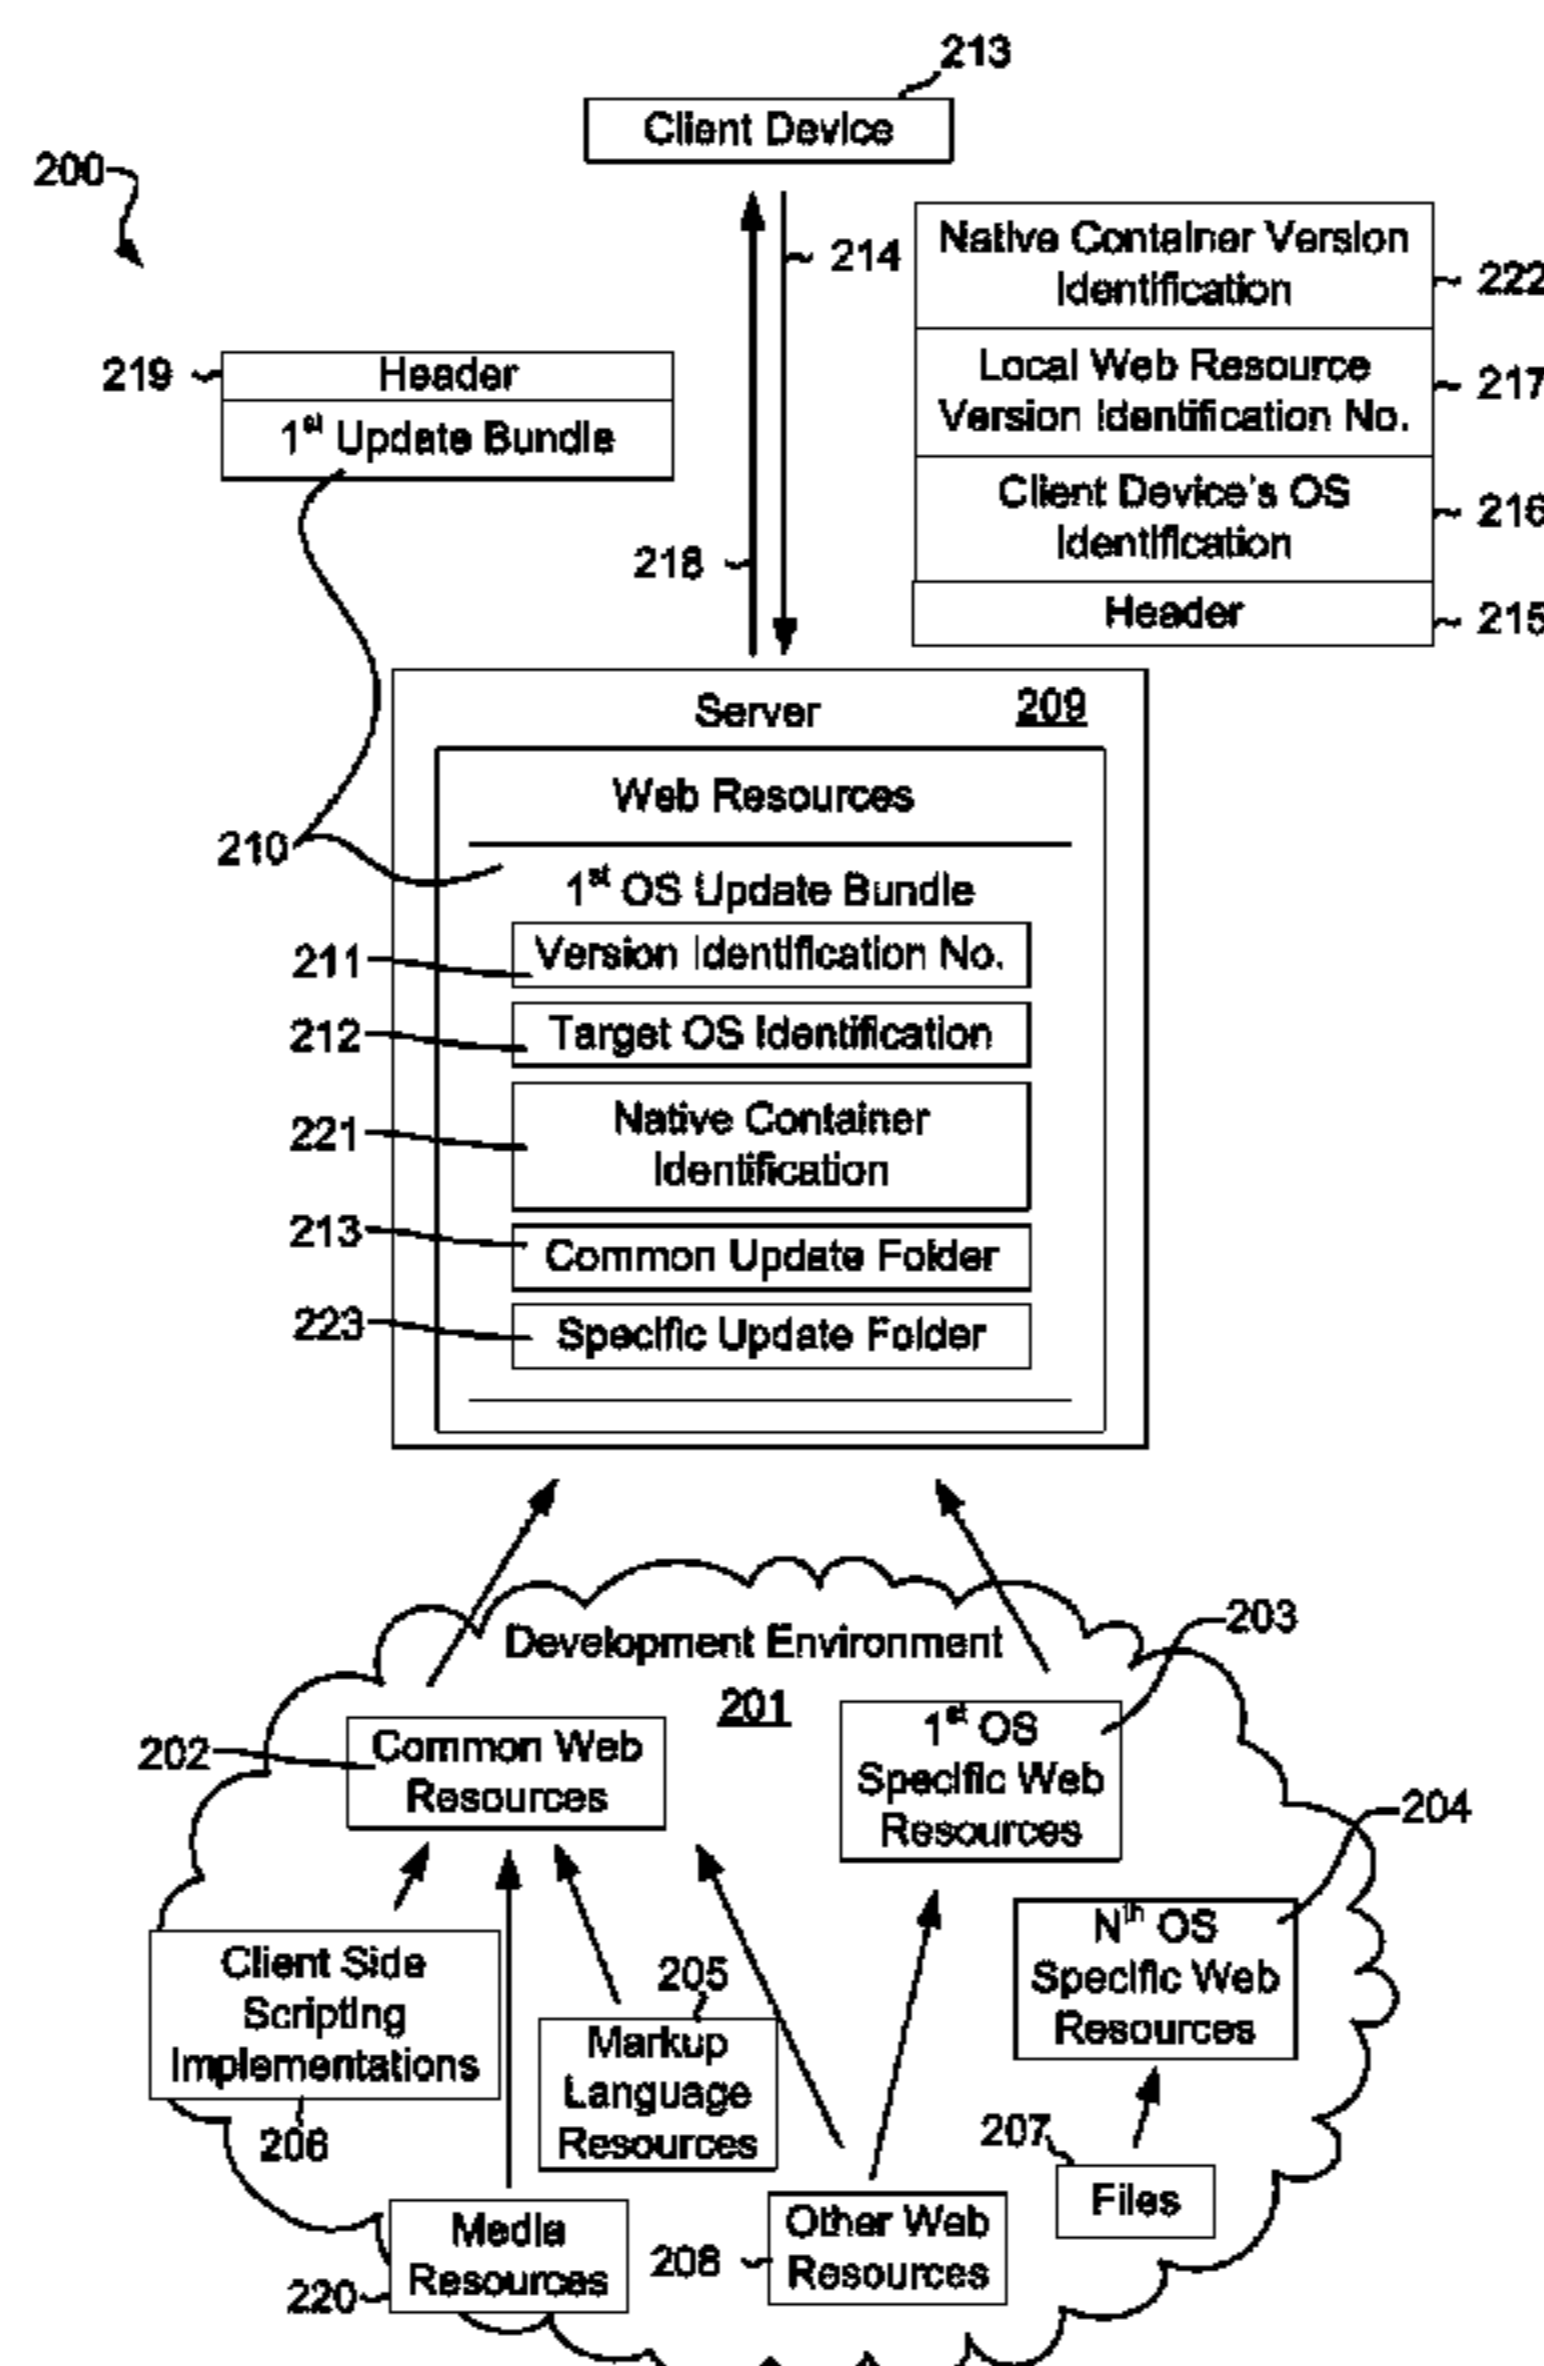 213
Client Device
200
214
Native Container Version
Identification
222
219
Header
1st Update Bundle
Local Web Resource
Version Identification No.
217
Client Device's OS
Identification
216
218
Header
215
Server
209
Web Resources
210
1st OS Update Bundle
211
Version Identification No.
212
Target OS Identification
221
Native Container
Identification
213
Common Update Folder
223
Specific Update Folder
Development Environment
201
203
202
Common Web
Resources
1st OS
Specific Web
Resources
204
Nth OS
Specific Web
Resources
Client Side
Scripting
Implementations
206
205
Markup
Language
Resources
207
Files
Media
Resources
220
208
Other Web
Resources